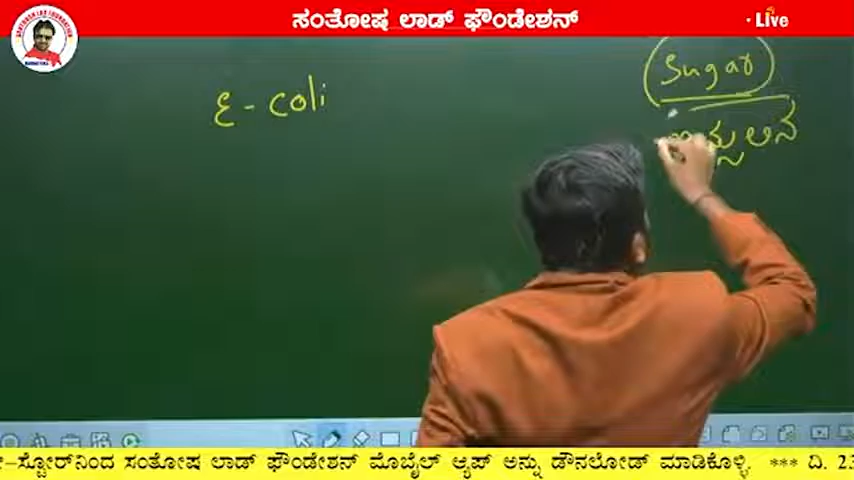 ಸಂತೋಷ ಲಾಡ್ ಫೌಂಡೇಶನ್
Live
E-coli
Sugar
ೇ-ಸ್ಟೋರ್‌ನಿಂದ ಸಂತೋಷ ಲಾಡ್ ಫೌಂಡೇಶನ್ ಮೊಬೈಲ್ ಆ್ಯಪ್ ಅನ್ನು ಡೌನಲೋಡ್ ಮಾಡಿಕೊಳ್ಳಿ. *** ದಿ. 23